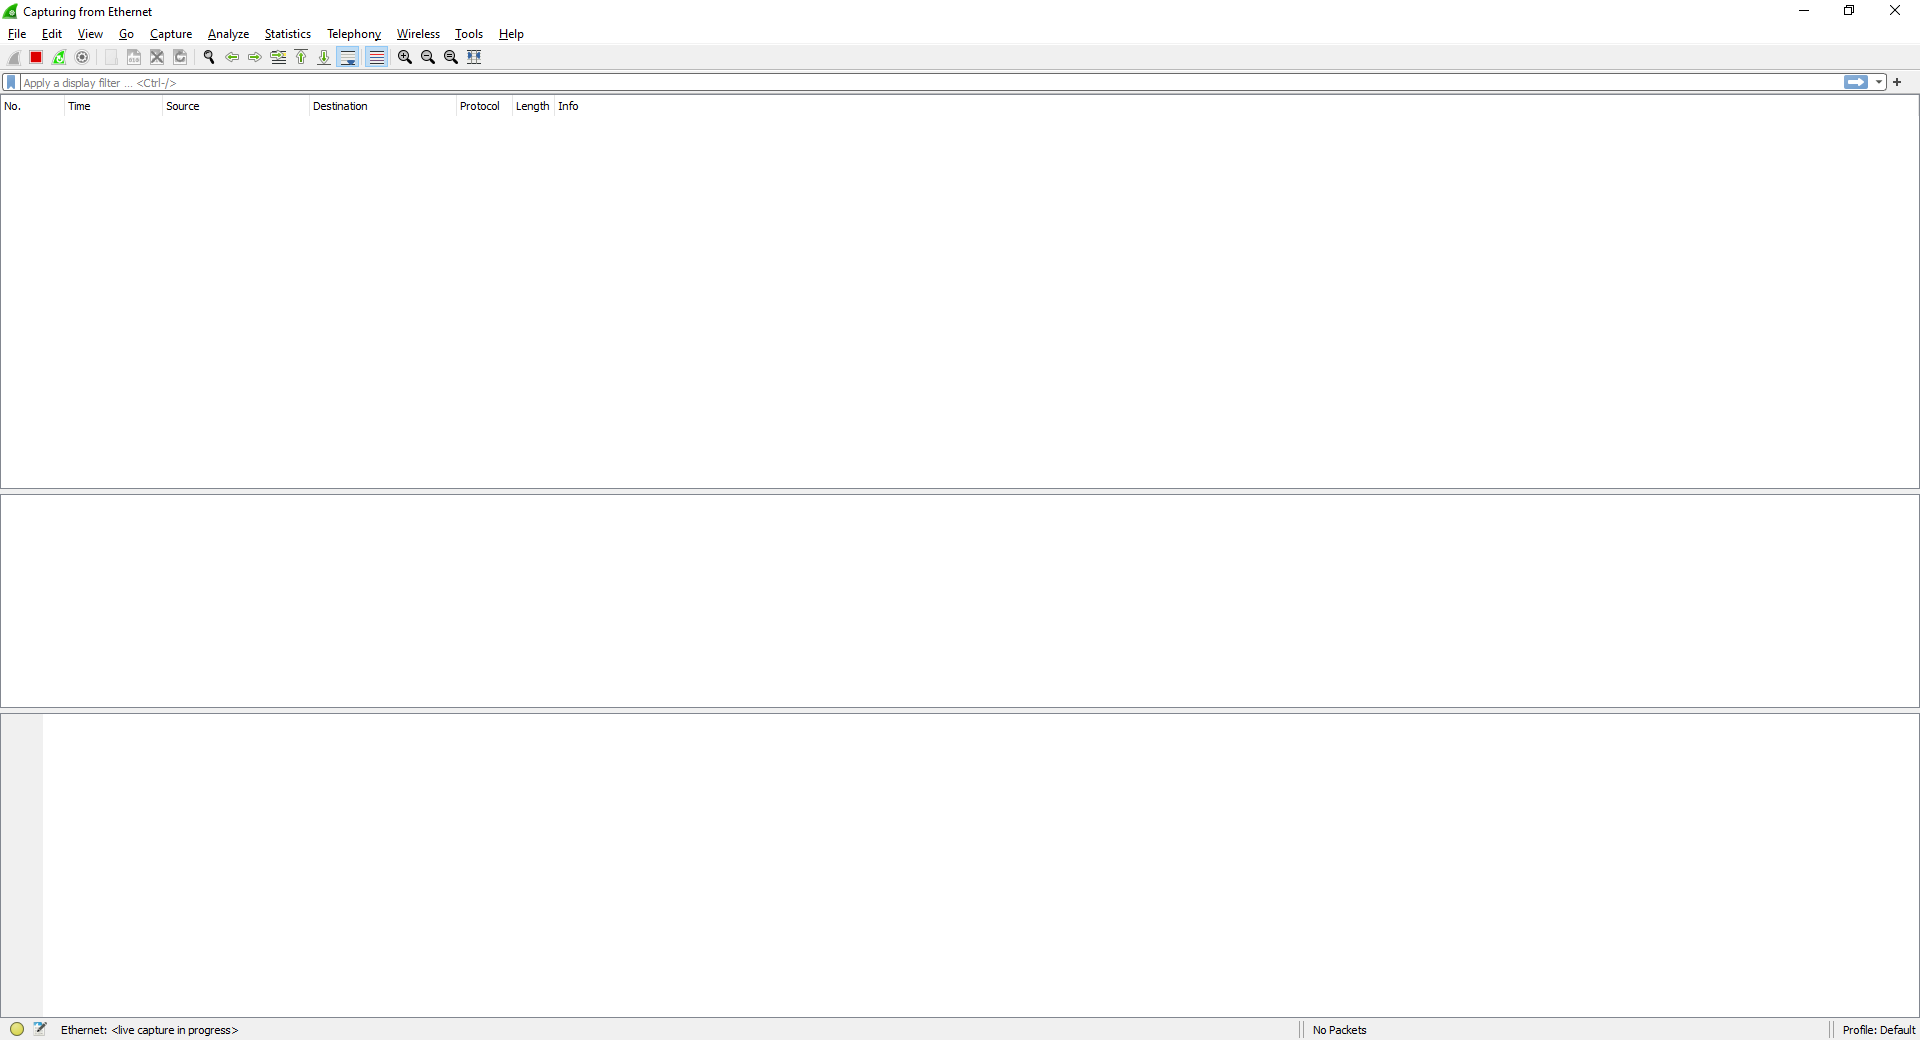 Capturing from Ethernet
File Edit View Go Capture Analyze Statistics Telephony Wireless Tools Help
Apply a display filter ... <Ctrl-/>
No. Time Source Destination Protocol Length Info
Ethernet: <live capture in progress> No Packets Profile: Default